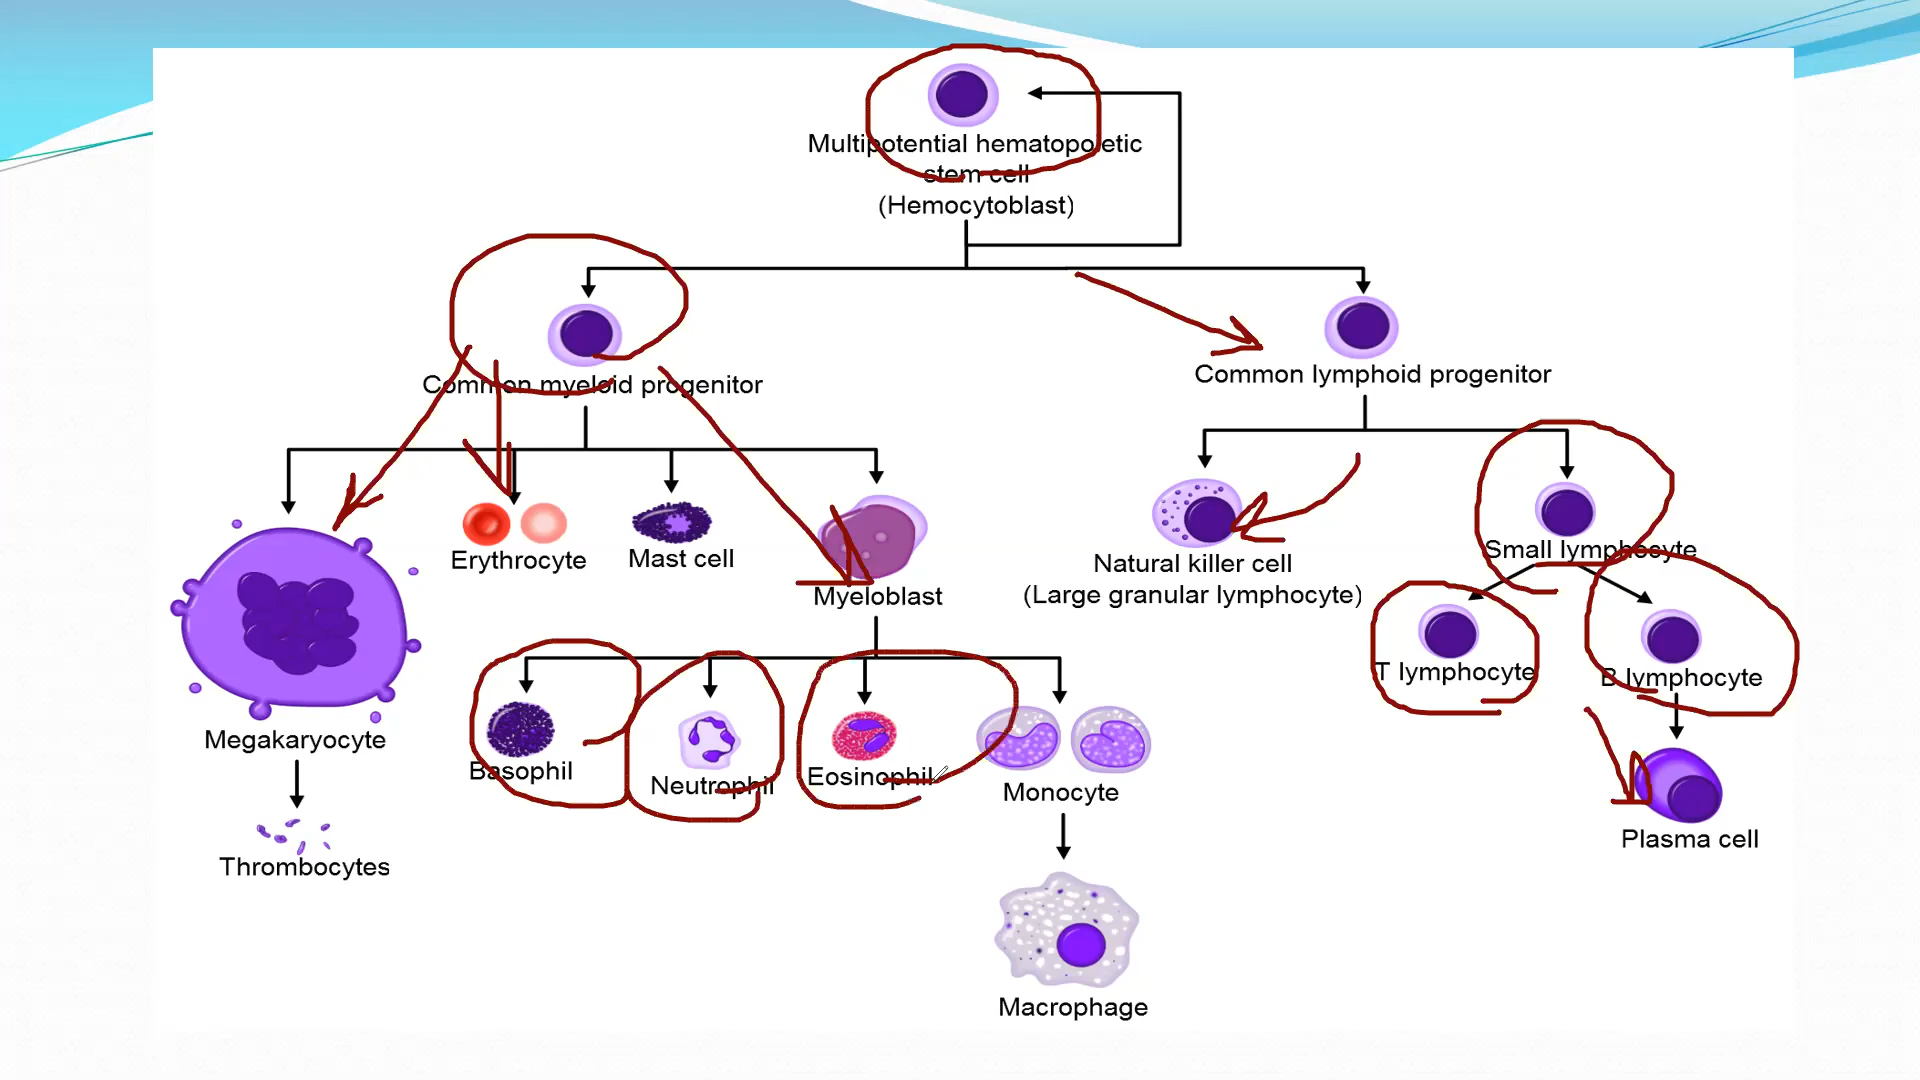 Multipotential hematopoietic
stem cell
(Hemocytoblast)
Common myeloid progenitor
Common lymphoid progenitor
Erythrocyte
Mast cell
Myeloblast
Natural killer cell
(Large granular lymphocyte)
Small lymphocyte
T lymphocyte
B lymphocyte
Megakaryocyte
Basophil
Neutrophil
Eosinophil
Monocyte
Plasma cell
Thrombocytes
Macrophage